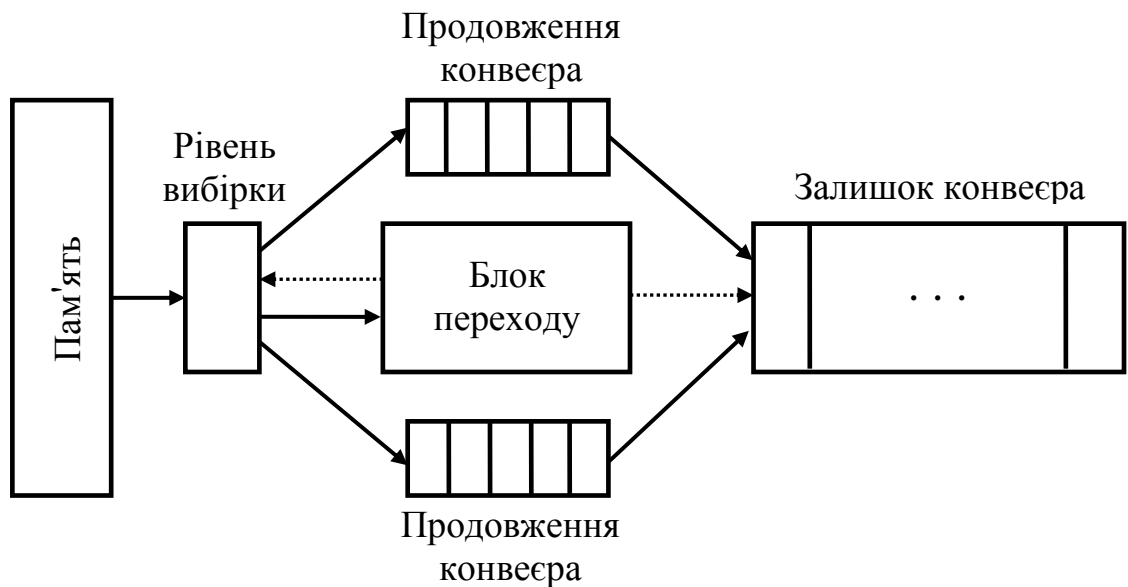 Продовження
конвеєра
Рівень
вибірки
Залишок конвеєра
Пам'ять
Блок
переходу
. . .
Продовження
конвеєра